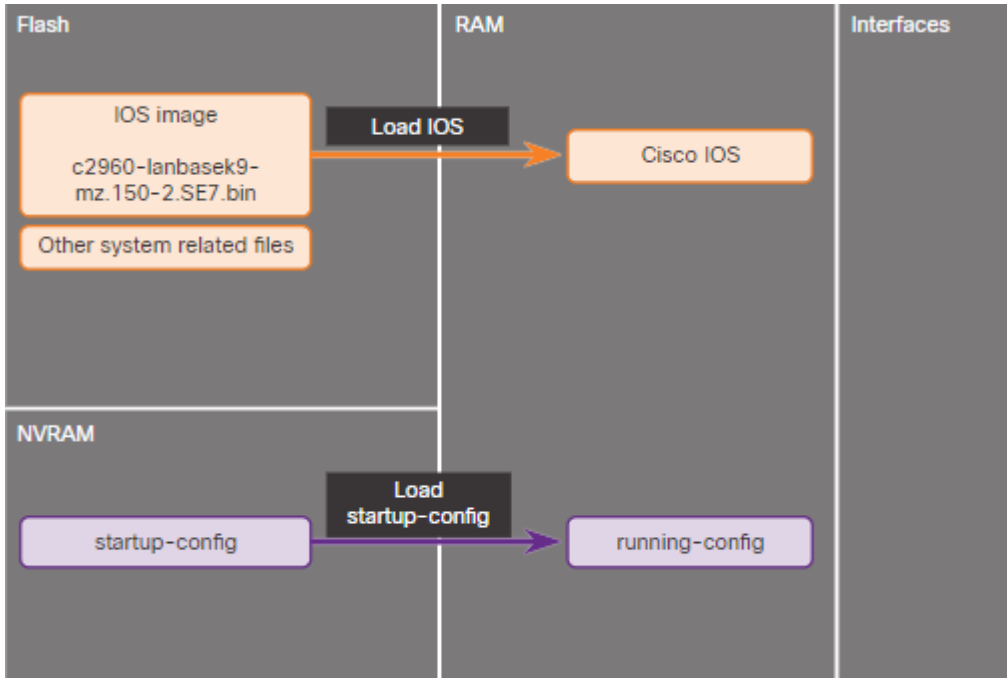 Flash
RAM
Interfaces
IOS image
c2960-lanbasek9-
mz.150-2.SE7.bin
Load IOS
Cisco IOS
Other system related files
NVRAM
startup-config
Load
startup-config
running-config